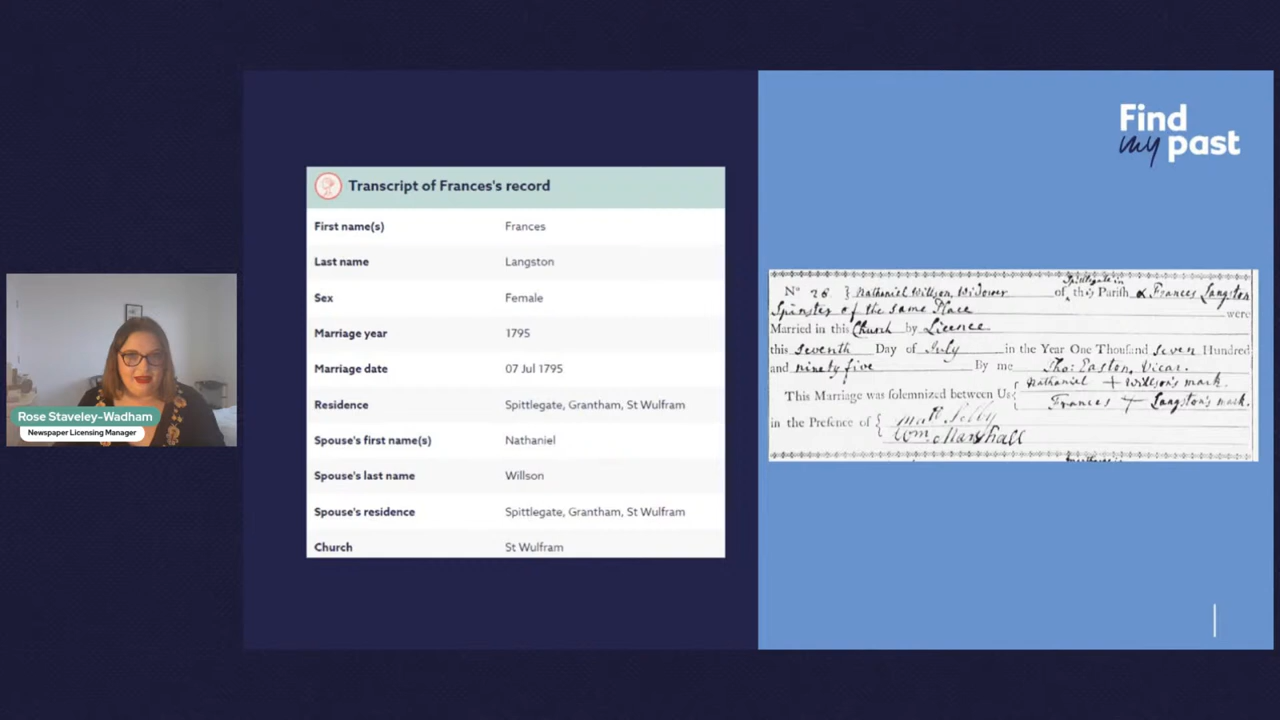 Find
my past
Transcript of Frances's record
First name(s) Frances
Last name Langston
Sex Female
Marriage year 1795
Marriage date 07 Jul 1795
Residence Spittlegate, Grantham, St Wulfram
Spouse's first name(s) Nathaniel
Spouse's last name Willson
Spouse's residence Spittlegate, Grantham, St Wulfram
Church St Wulfram
Rose Staveley-Wadham
Newspaper Licensing Manager
Spittlegate in
No 26 } Nathaniel Willson, Widower of this Parish & Frances Langston
Spinster of the same Place were
Married in this Church by Licence
this seventh Day of July in the Year One Thousand seven Hundred
and ninety five By me Tho: Easton, Vicar.
This Marriage was solemnized between Us { Nathaniel + Willson's mark.
Frances + Langston's mark.
in the Presence of {
Wm Marshall